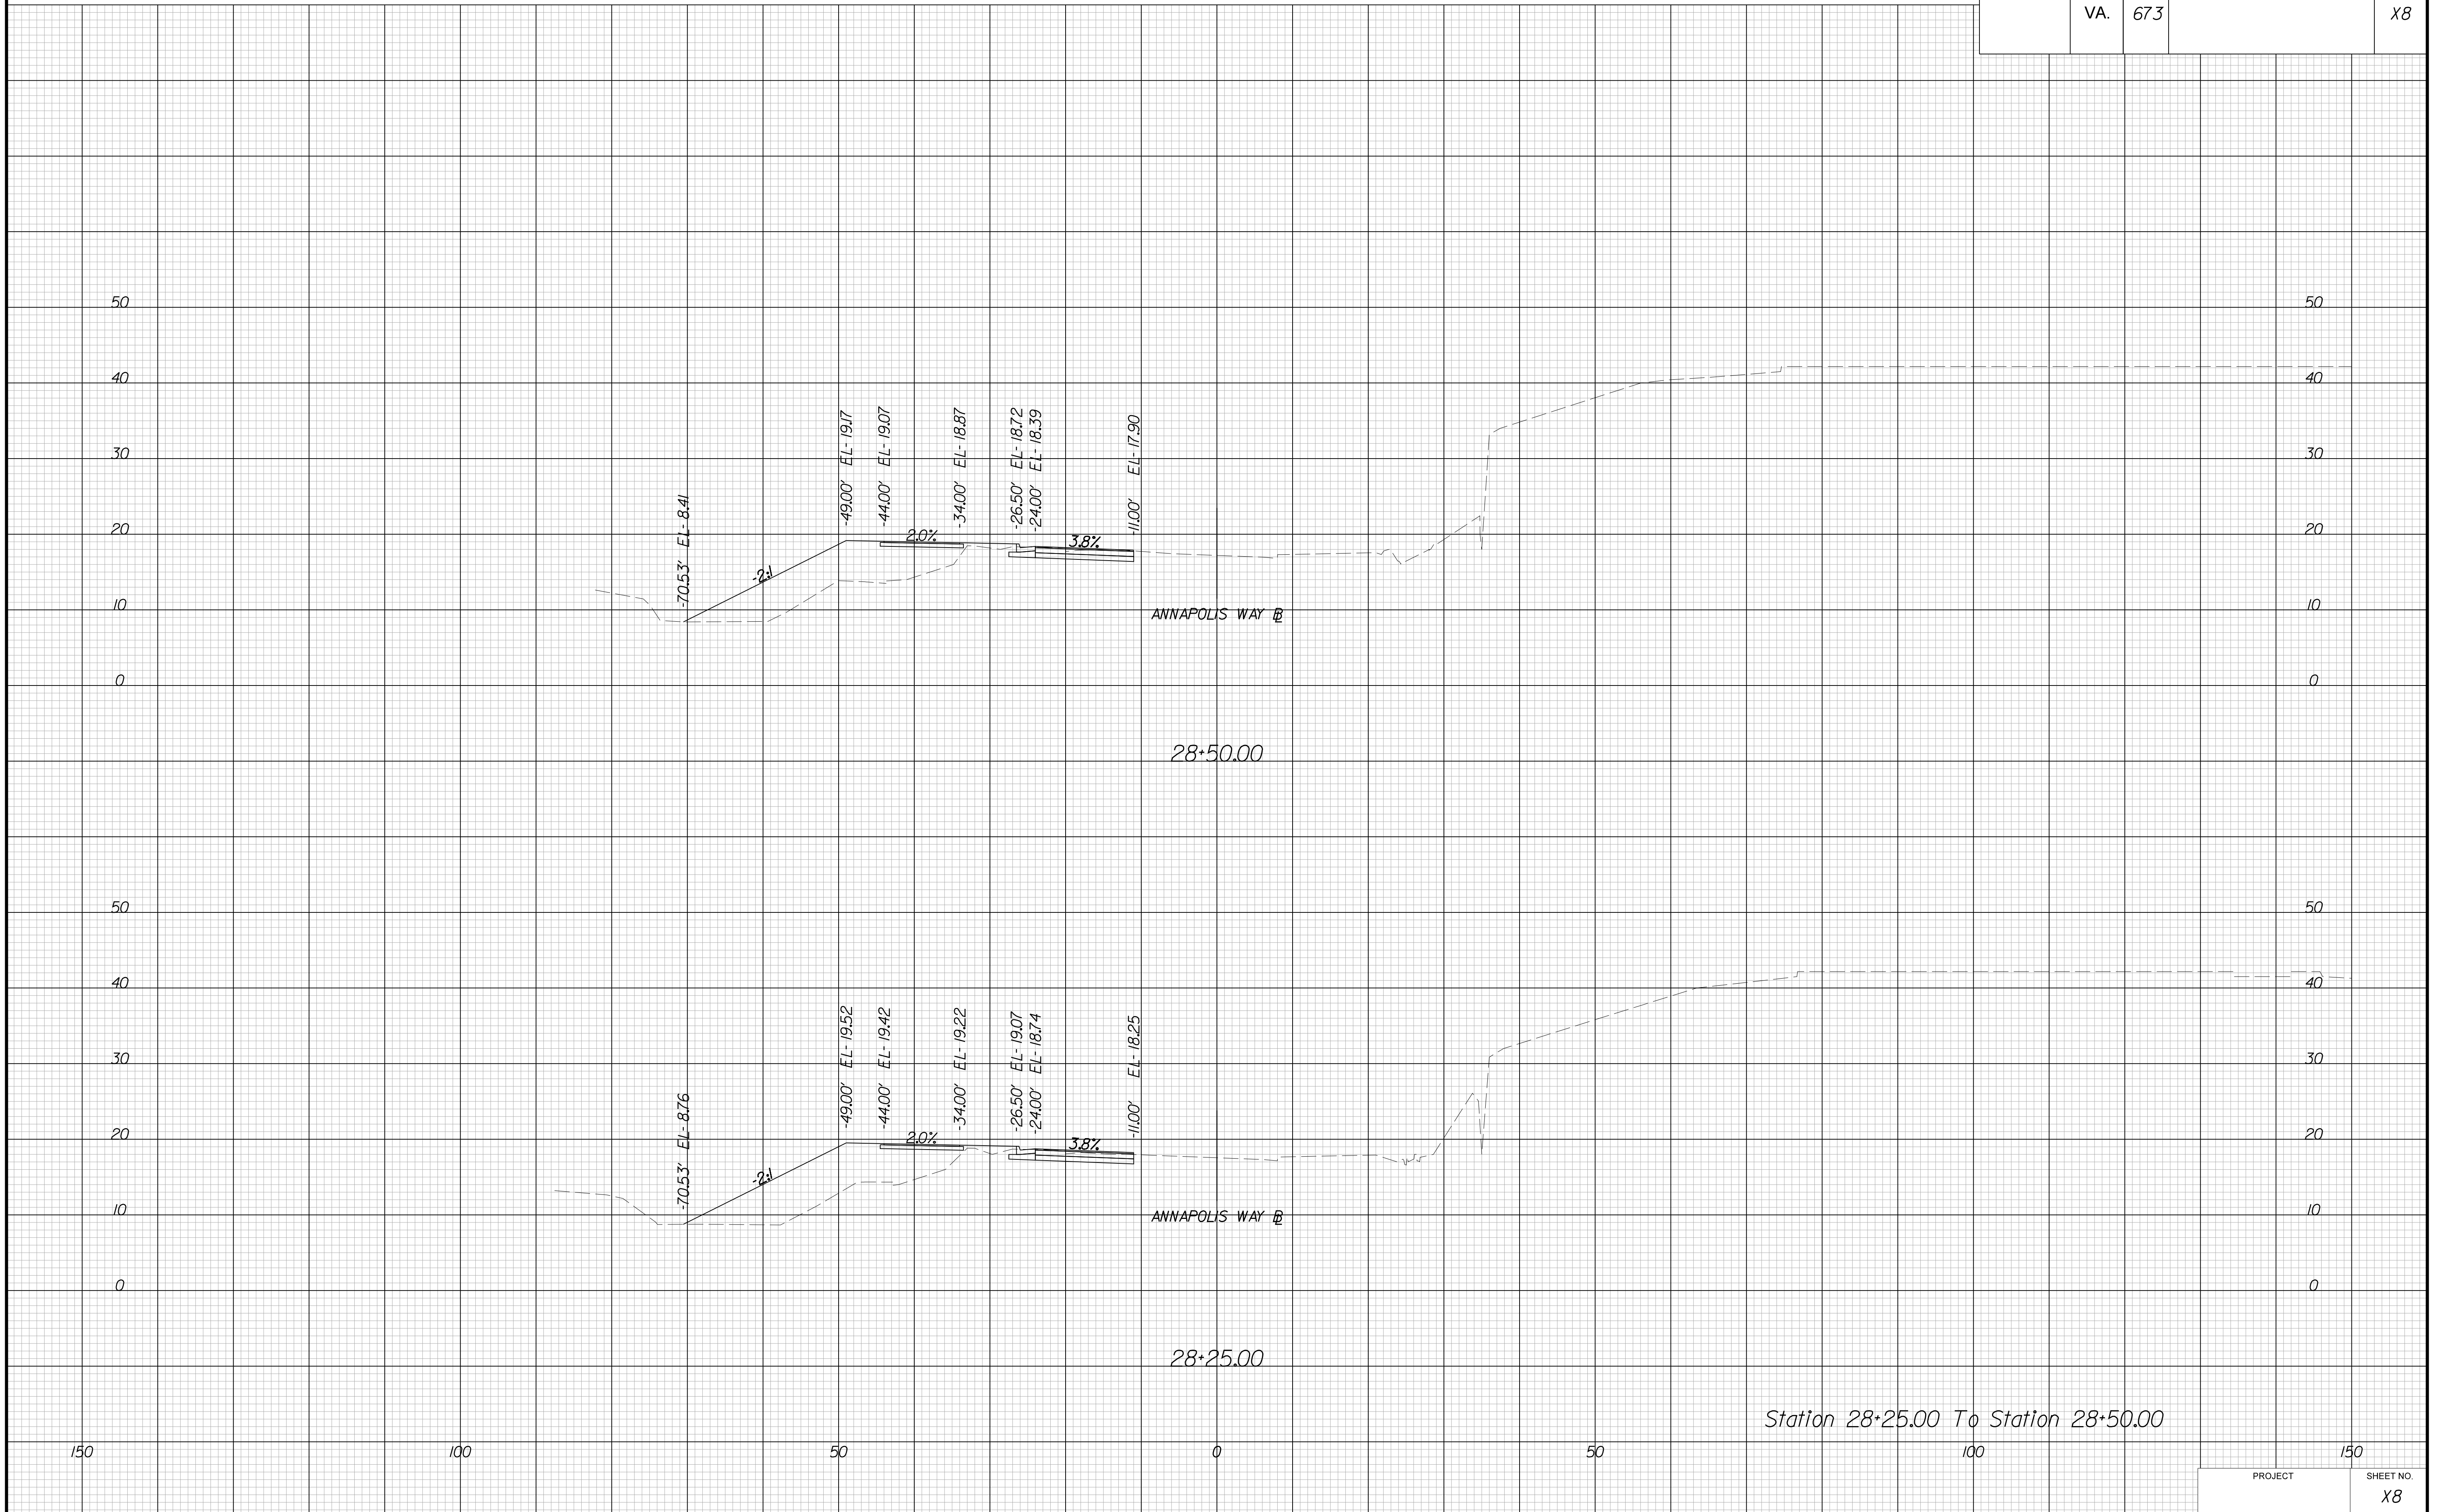 VA. 673 X8
50 50
40 40
-49.00' EL- 19.17
-44.00' EL- 19.07
-34.00' EL- 18.87
-26.50' EL- 18.72
-24.00' EL- 18.39
-11.00' EL- 17.90
30 30
-70.53' EL- 8.41
20 20
2.0%
3.8%
-2:1
10 10
ANNAPOLIS WAY BL
0 0
28+50.00
50 50
40 40
-49.00' EL- 19.52
-44.00' EL- 19.42
-34.00' EL- 19.22
-26.50' EL- 19.07
-24.00' EL- 18.74
-11.00' EL- 18.25
30 30
-70.53' EL- 8.76
20 20
2.0%
3.8%
-2:1
10 10
ANNAPOLIS WAY BL
0 0
28+25.00
Station 28+25.00 To Station 28+50.00
150 100 50 0 50 100 150
PROJECT SHEET NO.
X8